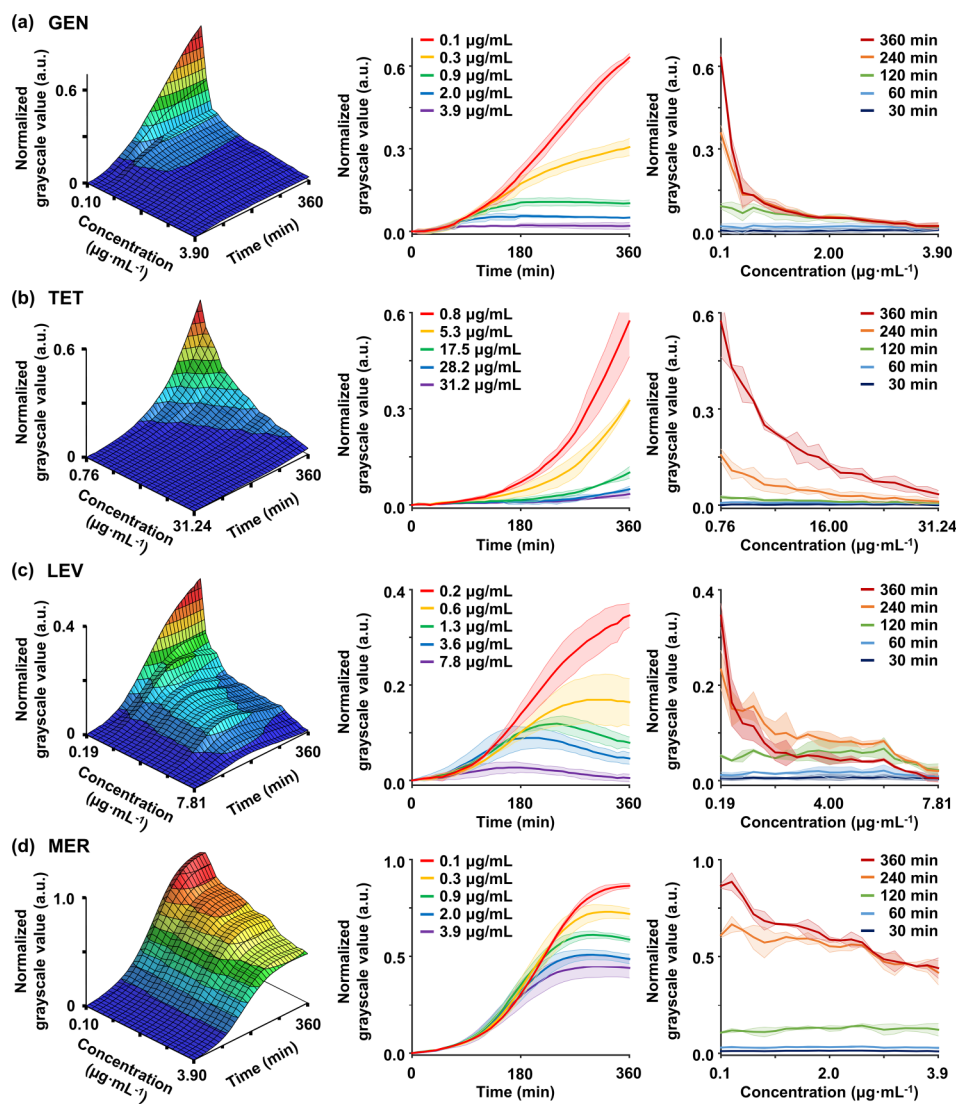 (a) GEN
Normalized
grayscale value (a.u.)
0.6
0
0.10
Concentration
(µg·mL⁻¹)
3.90
Time (min)
360
Normalized
grayscale value (a.u.)
0.6
0.3
0.0
0.1 µg/mL
0.3 µg/mL
0.9 µg/mL
2.0 µg/mL
3.9 µg/mL
0
180
360
Time (min)
Normalized
grayscale value (a.u.)
0.6
0.3
0.0
360 min
240 min
120 min
60 min
30 min
0.1
2.00
3.90
Concentration (µg·mL⁻¹)
(b) TET
Normalized
grayscale value (a.u.)
0.6
0
0.76
Concentration
(µg·mL⁻¹)
31.24
Time (min)
360
Normalized
grayscale value (a.u.)
0.6
0.3
0.0
0.8 µg/mL
5.3 µg/mL
17.5 µg/mL
28.2 µg/mL
31.2 µg/mL
0
180
360
Time (min)
Normalized
grayscale value (a.u.)
0.6
0.3
0.0
360 min
240 min
120 min
60 min
30 min
0.76
16.00
31.24
Concentration (µg·mL⁻¹)
(c) LEV
Normalized
grayscale value (a.u.)
0.4
0
0.19
Concentration
(µg·mL⁻¹)
7.81
Time (min)
360
Normalized
grayscale value (a.u.)
0.4
0.2
0.0
0.2 µg/mL
0.6 µg/mL
1.3 µg/mL
3.6 µg/mL
7.8 µg/mL
0
180
360
Time (min)
Normalized
grayscale value (a.u.)
0.4
0.2
0.0
360 min
240 min
120 min
60 min
30 min
0.19
4.00
7.81
Concentration (µg·mL⁻¹)
(d) MER
Normalized
grayscale value (a.u.)
1.0
0
0.10
Concentration
(µg·mL⁻¹)
3.90
Time (min)
360
Normalized
grayscale value (a.u.)
1.0
0.5
0.0
0.1 µg/mL
0.3 µg/mL
0.9 µg/mL
2.0 µg/mL
3.9 µg/mL
0
180
360
Time (min)
Normalized
grayscale value (a.u.)
1.0
0.5
0.0
360 min
240 min
120 min
60 min
30 min
0.1
2.0
3.9
Concentration (µg·mL⁻¹)